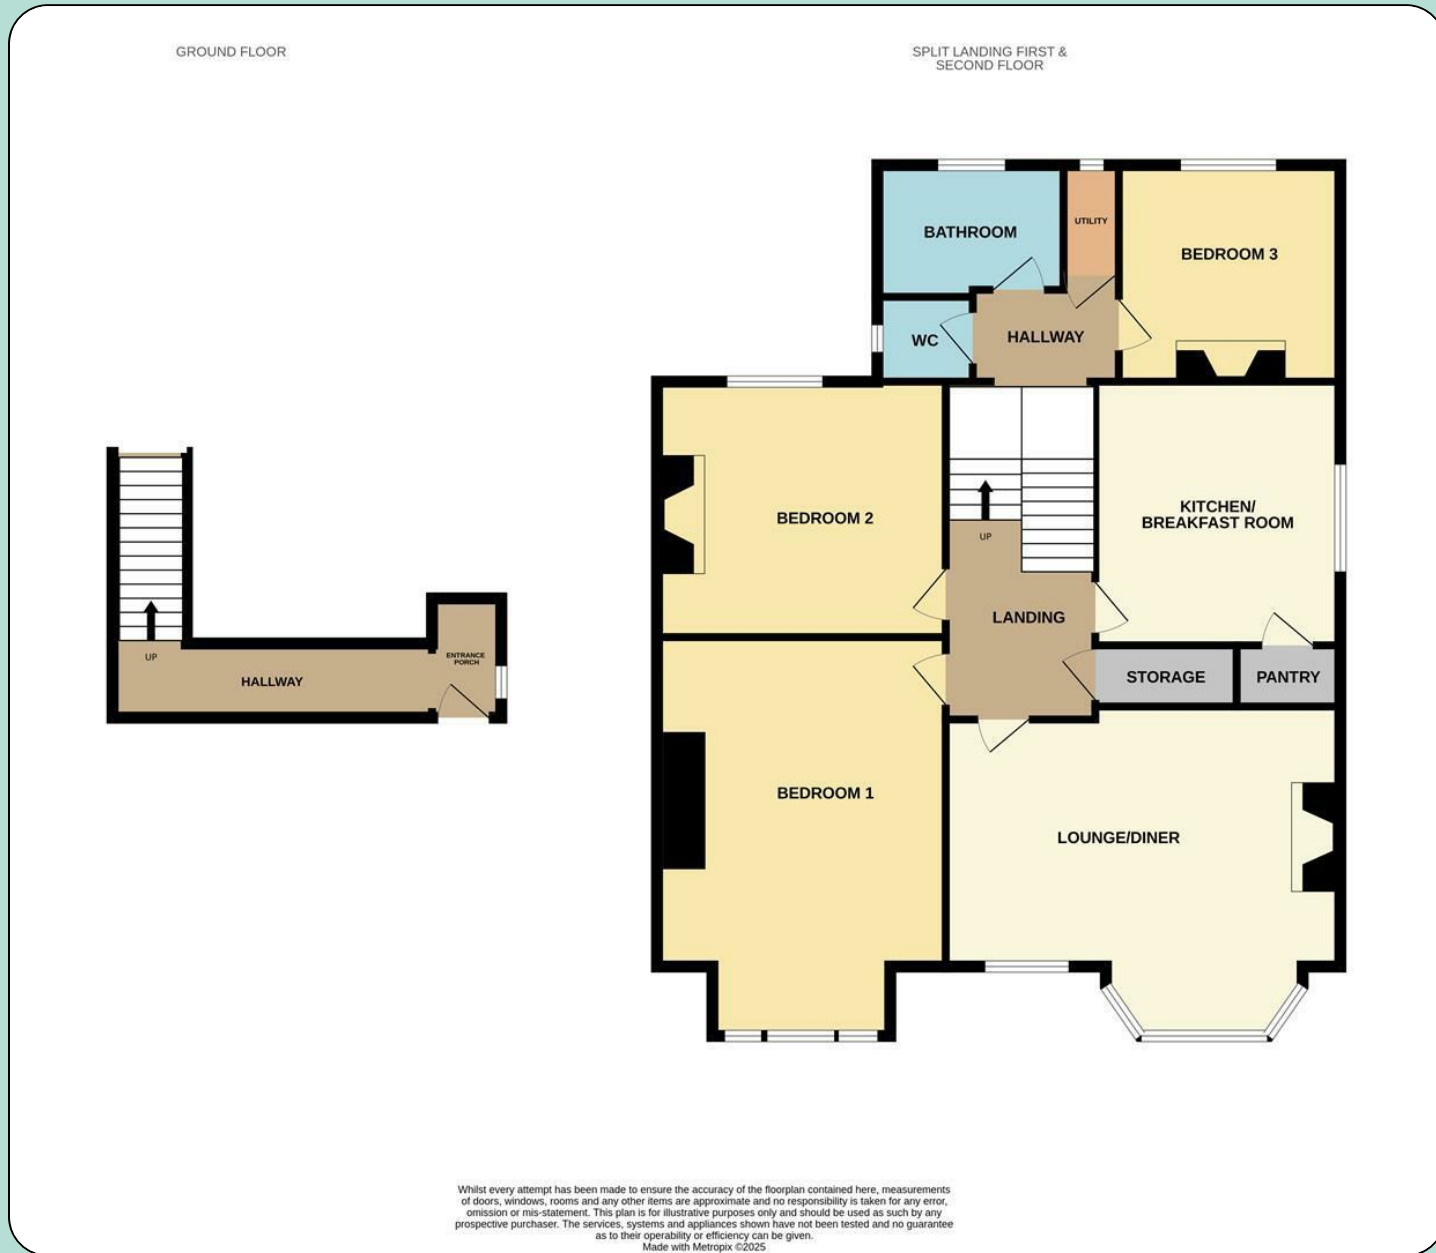 GROUND FLOOR
SPLIT LANDING FIRST &
SECOND FLOOR
BATHROOM
UTILITY
BEDROOM 3
WC
HALLWAY
BEDROOM 2
KITCHEN/
BREAKFAST ROOM
UP
LANDING
STORAGE
PANTRY
UP
HALLWAY
ENTRANCE
PORCH
BEDROOM 1
LOUNGE/DINER
Whilst every attempt has been made to ensure the accuracy of the floorplan contained here, measurements
of doors, windows, rooms and any other items are approximate and no responsibility is taken for any error,
omission or mis-statement. This plan is for illustrative purposes only and should be used as such by any
prospective purchaser. The services, systems and appliances shown have not been tested and no guarantee
as to their operability or efficiency can be given.
Made with Metropix ©2025